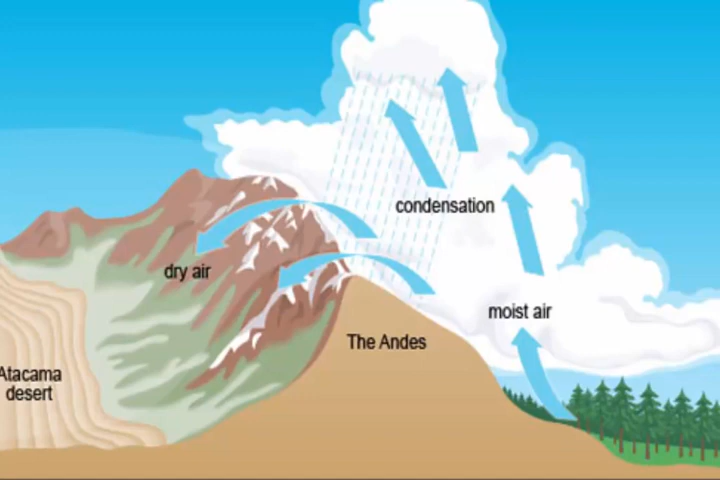 condensation
dry air
moist air
The Andes
Atacama
desert